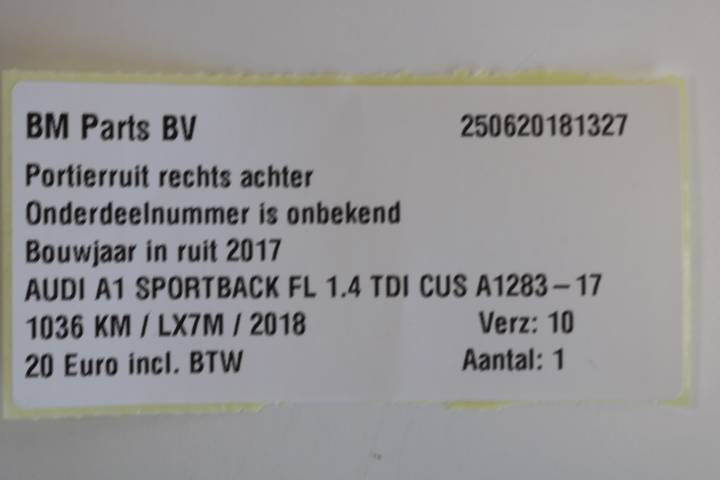 BM Parts BV 250620181327
Portierruit rechts achter
Onderdeelnummer is onbekend
Bouwjaar in ruit 2017
AUDI A1 SPORTBACK FL 1.4 TDI CUS A1283-17
1036 KM / LX7M / 2018 Verz: 10
20 Euro incl. BTW Aantal: 1